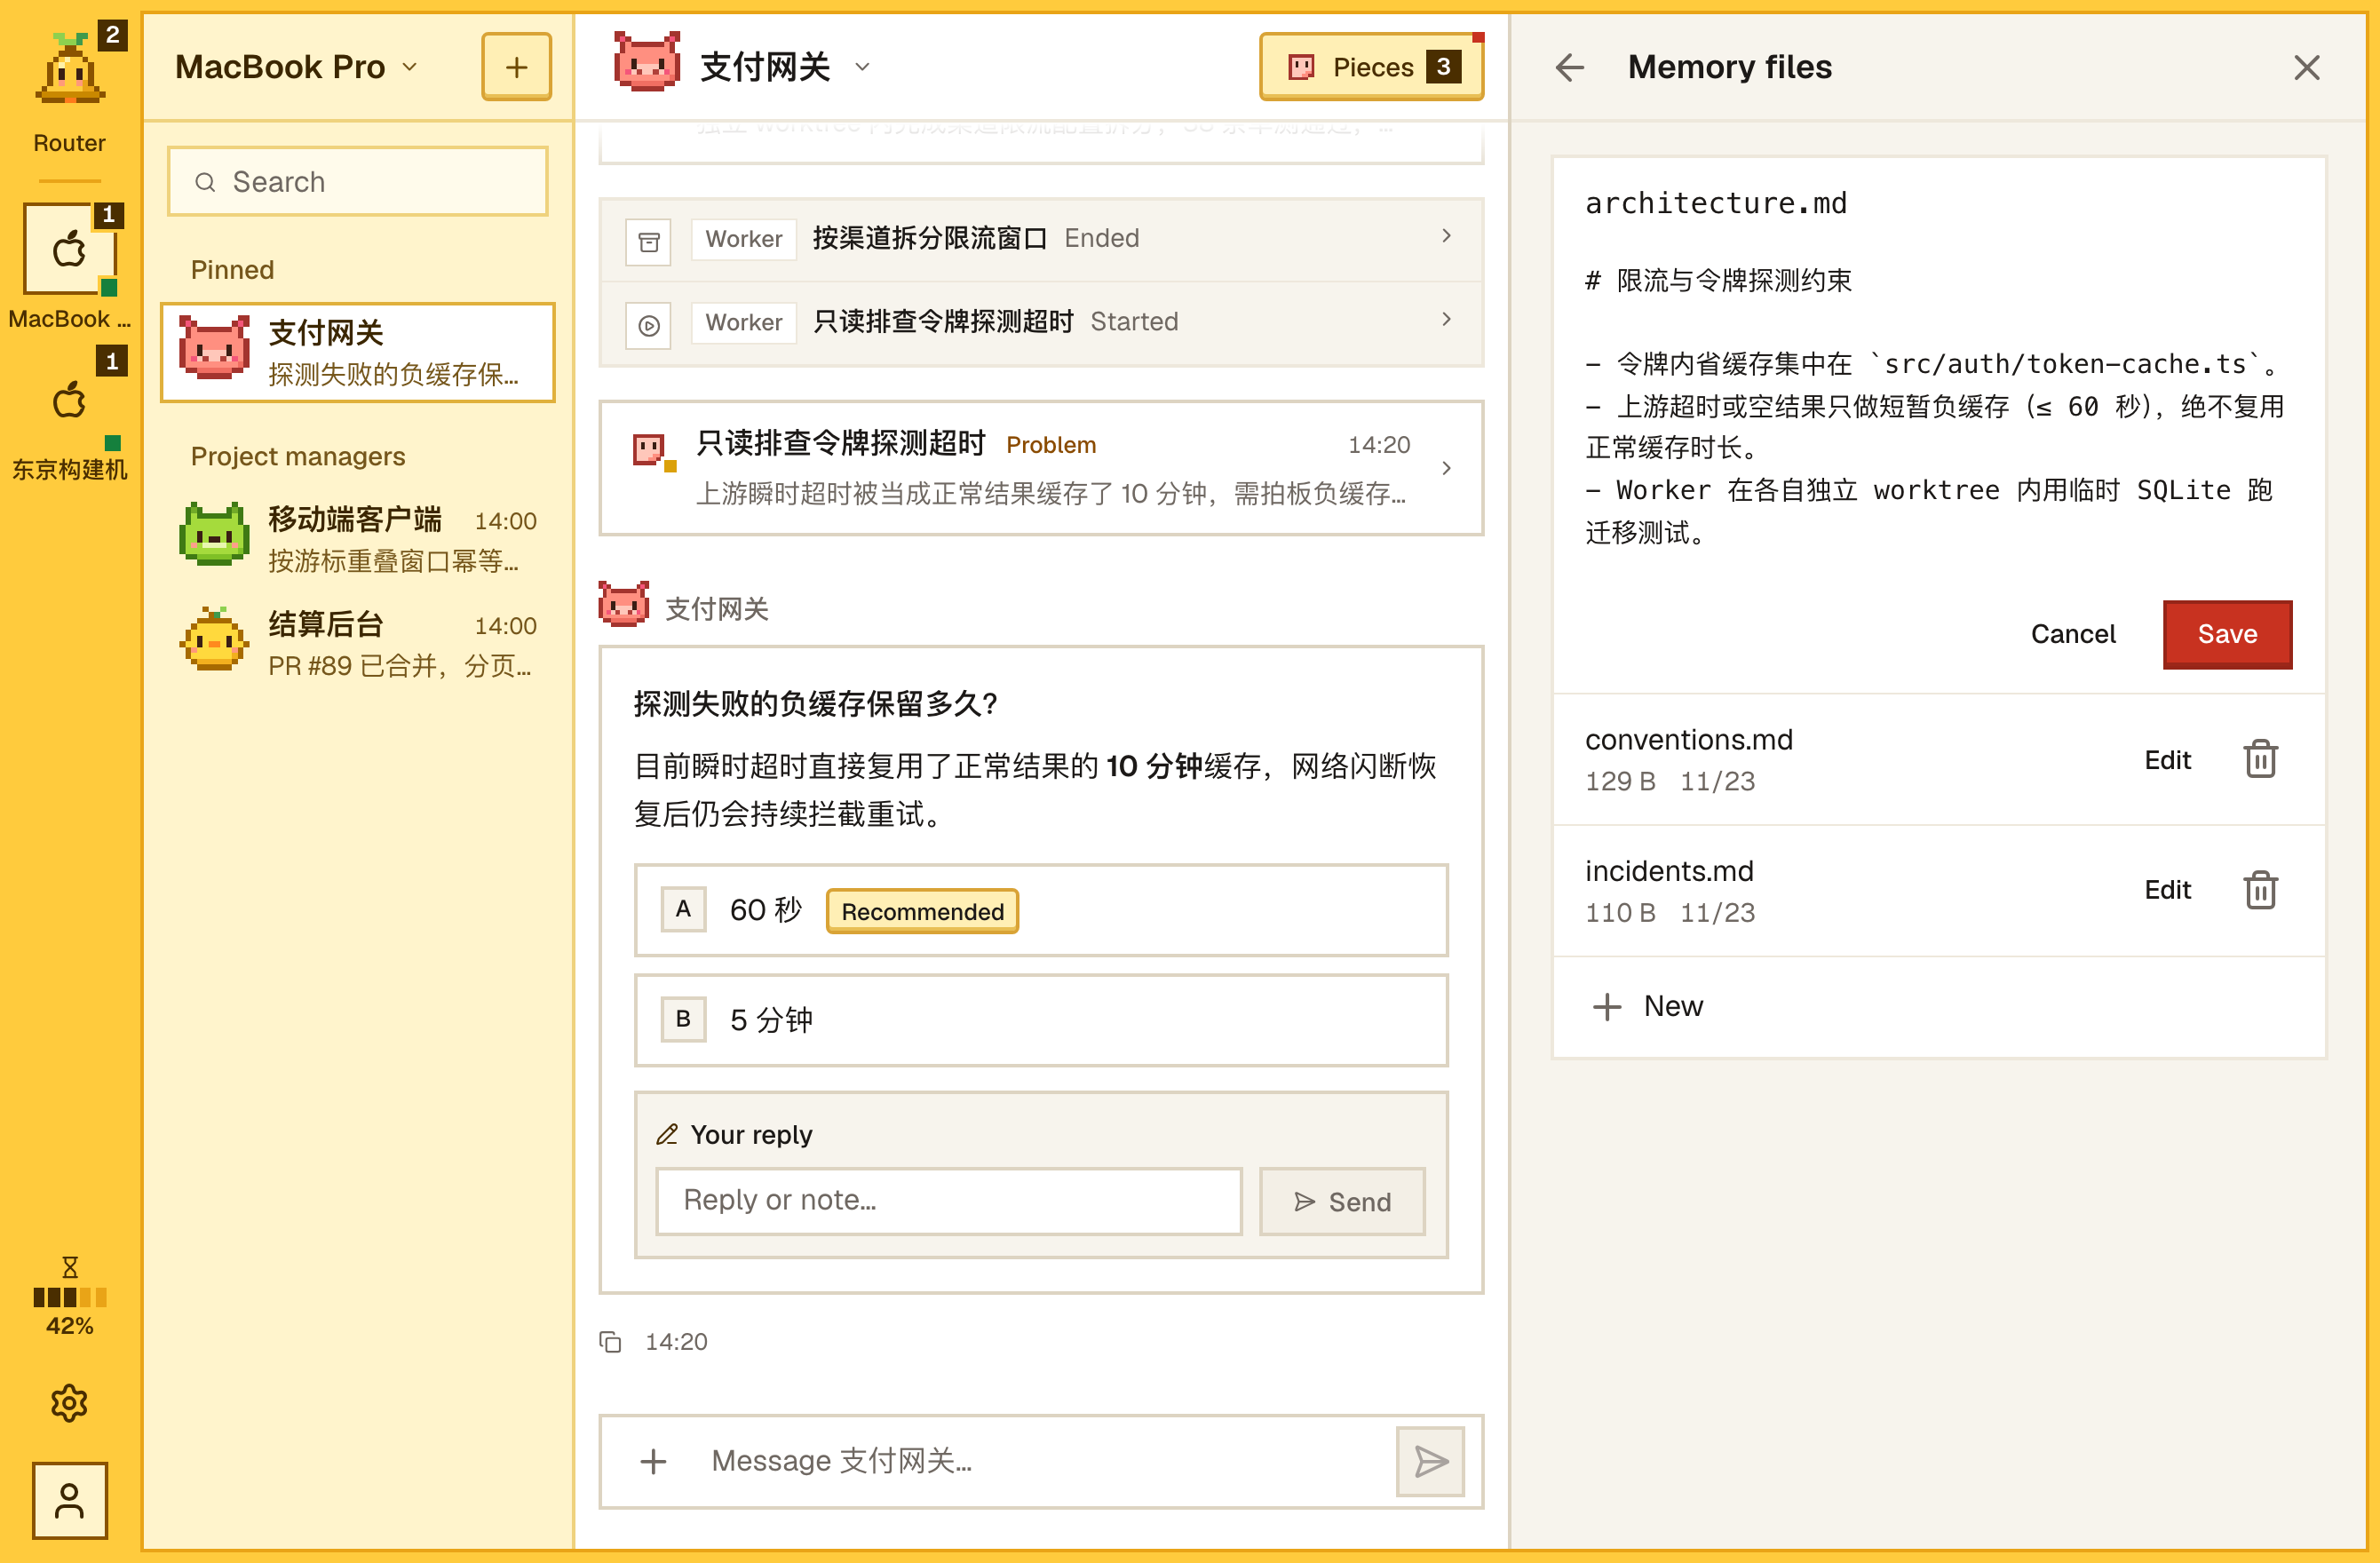 2
Router
1
MacBook ...
1
东京构建机
42%
MacBook Pro
Search
Pinned
支付网关
探测失败的负缓存保...
Project managers
移动端客户端 14:00
按游标重叠窗口幂等...
结算后台 14:00
PR #89 已合并，分页...
支付网关
Pieces 3
Worker 按渠道拆分限流窗口 Ended
Worker 只读排查令牌探测超时 Started
只读排查令牌探测超时 Problem 14:20
上游瞬时超时被当成正常结果缓存了 10 分钟，需拍板负缓存...
支付网关
探测失败的负缓存保留多久？
目前瞬时超时直接复用了正常结果的 10 分钟缓存，网络闪断恢
复后仍会持续拦截重试。
A 60 秒 Recommended
B 5 分钟
Your reply
Reply or note...
Send
14:20
Message 支付网关...
Memory files
architecture.md
# 限流与令牌探测约束
- 令牌内省缓存集中在 `src/auth/token-cache.ts`。
- 上游超时或空结果只做短暂负缓存（≤ 60 秒），绝不复用
正常缓存时长。
- Worker 在各自独立 worktree 内用临时 SQLite 跑
迁移测试。
Cancel
Save
conventions.md
129 B 11/23
Edit
incidents.md
110 B 11/23
Edit
New